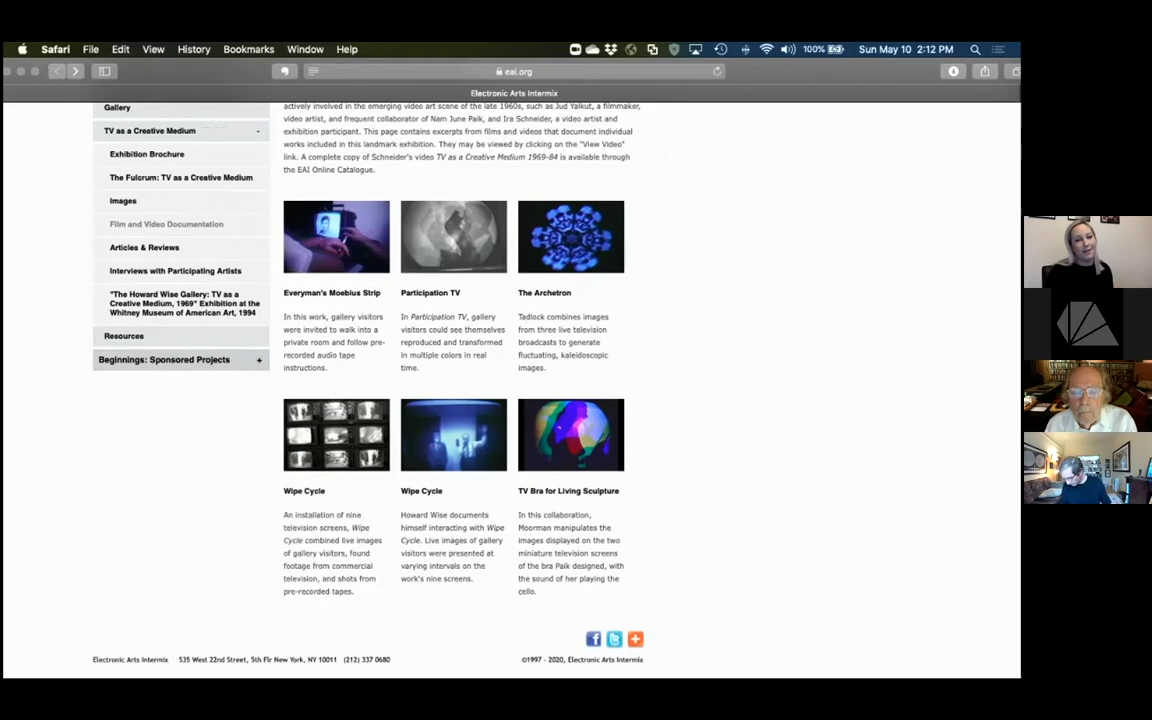 Safari File Edit View History Bookmarks Window Help 100% Sun May 10 2:12 PM
eai.org
Electronic Arts Intermix
Gallery
TV as a Creative Medium -
Exhibition Brochure
The Fulcrum: TV as a Creative Medium
Images
Film and Video Documentation
Articles & Reviews
Interviews with Participating Artists
"The Howard Wise Gallery: TV as a
Creative Medium, 1969" Exhibition at the
Whitney Museum of American Art, 1994
Resources
Beginnings: Sponsored Projects +
actively involved in the emerging video art scene of the late 1960s, such as Jud Yalkut, a filmmaker,
video artist, and frequent collaborator of Nam June Paik, and Ira Schneider, a video artist and
exhibition participant. This page contains excerpts from films and videos that document individual
works included in this landmark exhibition. They may be viewed by clicking on the "View Video"
link. A complete copy of Schneider's video TV as a Creative Medium 1969-84 is available through
the EAI Online Catalogue.
Everyman's Moebius Strip
In this work, gallery visitors
were invited to walk into a
private room and follow pre-
recorded audio tape
instructions.
Participation TV
In Participation TV, gallery
visitors could see themselves
reproduced and transformed
in multiple colors in real
time.
The Archetron
Tadlock combines images
from three live television
broadcasts to generate
fluctuating, kaleidoscopic
images.
Wipe Cycle
An installation of nine
television screens, Wipe
Cycle combined live images
of gallery visitors, found
footage from commercial
television, and shots from
pre-recorded tapes.
Wipe Cycle
Howard Wise documents
himself interacting with Wipe
Cycle. Live images of gallery
visitors were presented at
varying intervals on the
work's nine screens.
TV Bra for Living Sculpture
In this collaboration,
Moorman manipulates the
images displayed on the two
miniature television screens
of the bra Paik designed, with
the sound of her playing the
cello.
Electronic Arts Intermix 535 West 22nd Street, 5th Flr New York, NY 10011 (212) 337 0680
©1997 - 2020, Electronic Arts Intermix